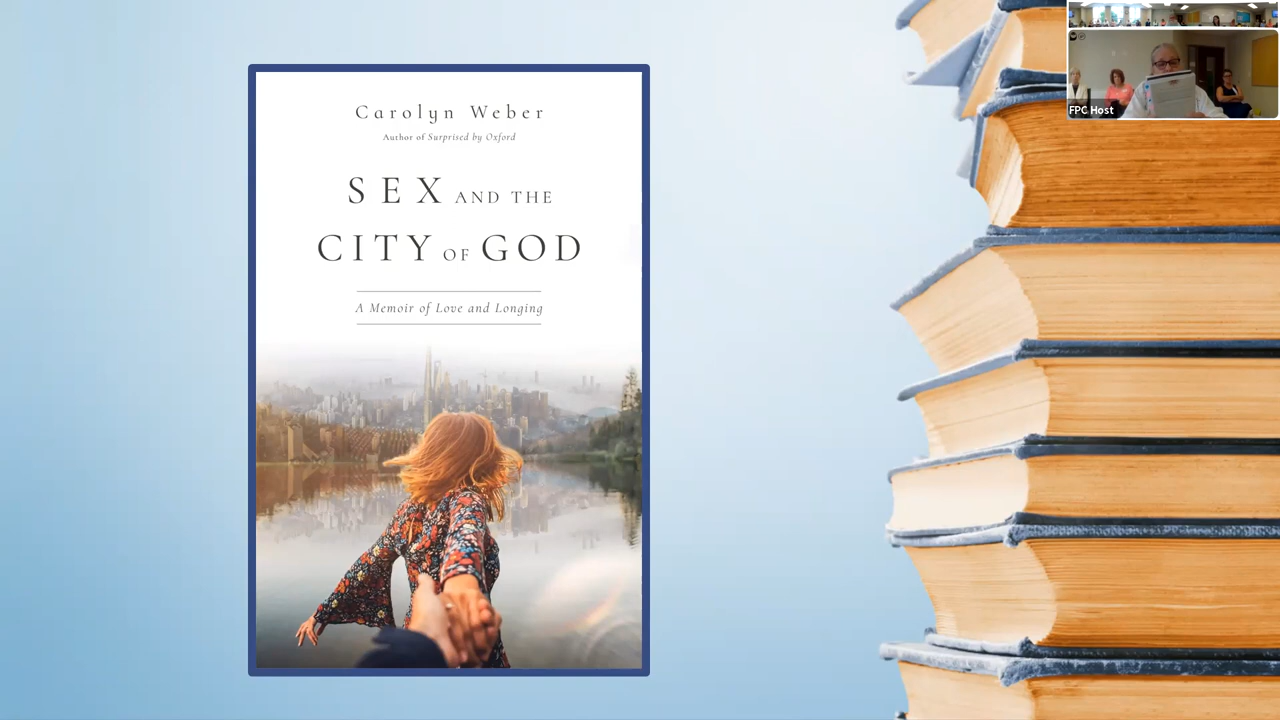 Carolyn Weber
Author of Surprised by Oxford
SEX AND THE
CITY OF GOD
A Memoir of Love and Longing
FPC Host